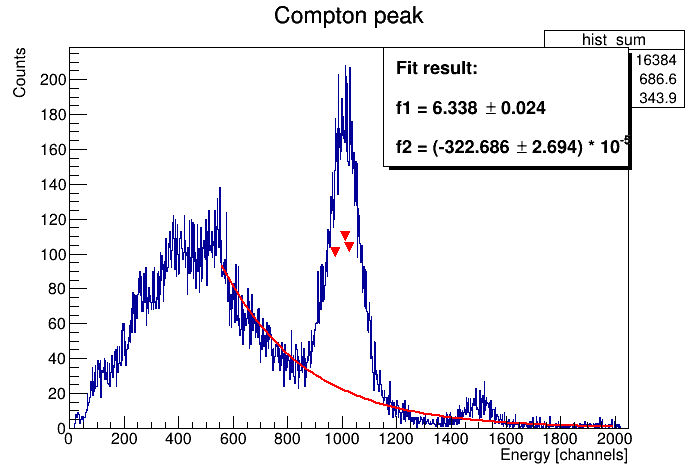 Compton peak
hist_sum
16384
686.6
343.9
Fit result:
f1 = 6.338 ± 0.024
f2 = (-322.686 ± 2.694) * 10^-5
Counts
200
180
160
140
120
100
80
60
40
20
0
0 200 400 600 800 1000 1200 1400 1600 1800 2000
Energy [channels]